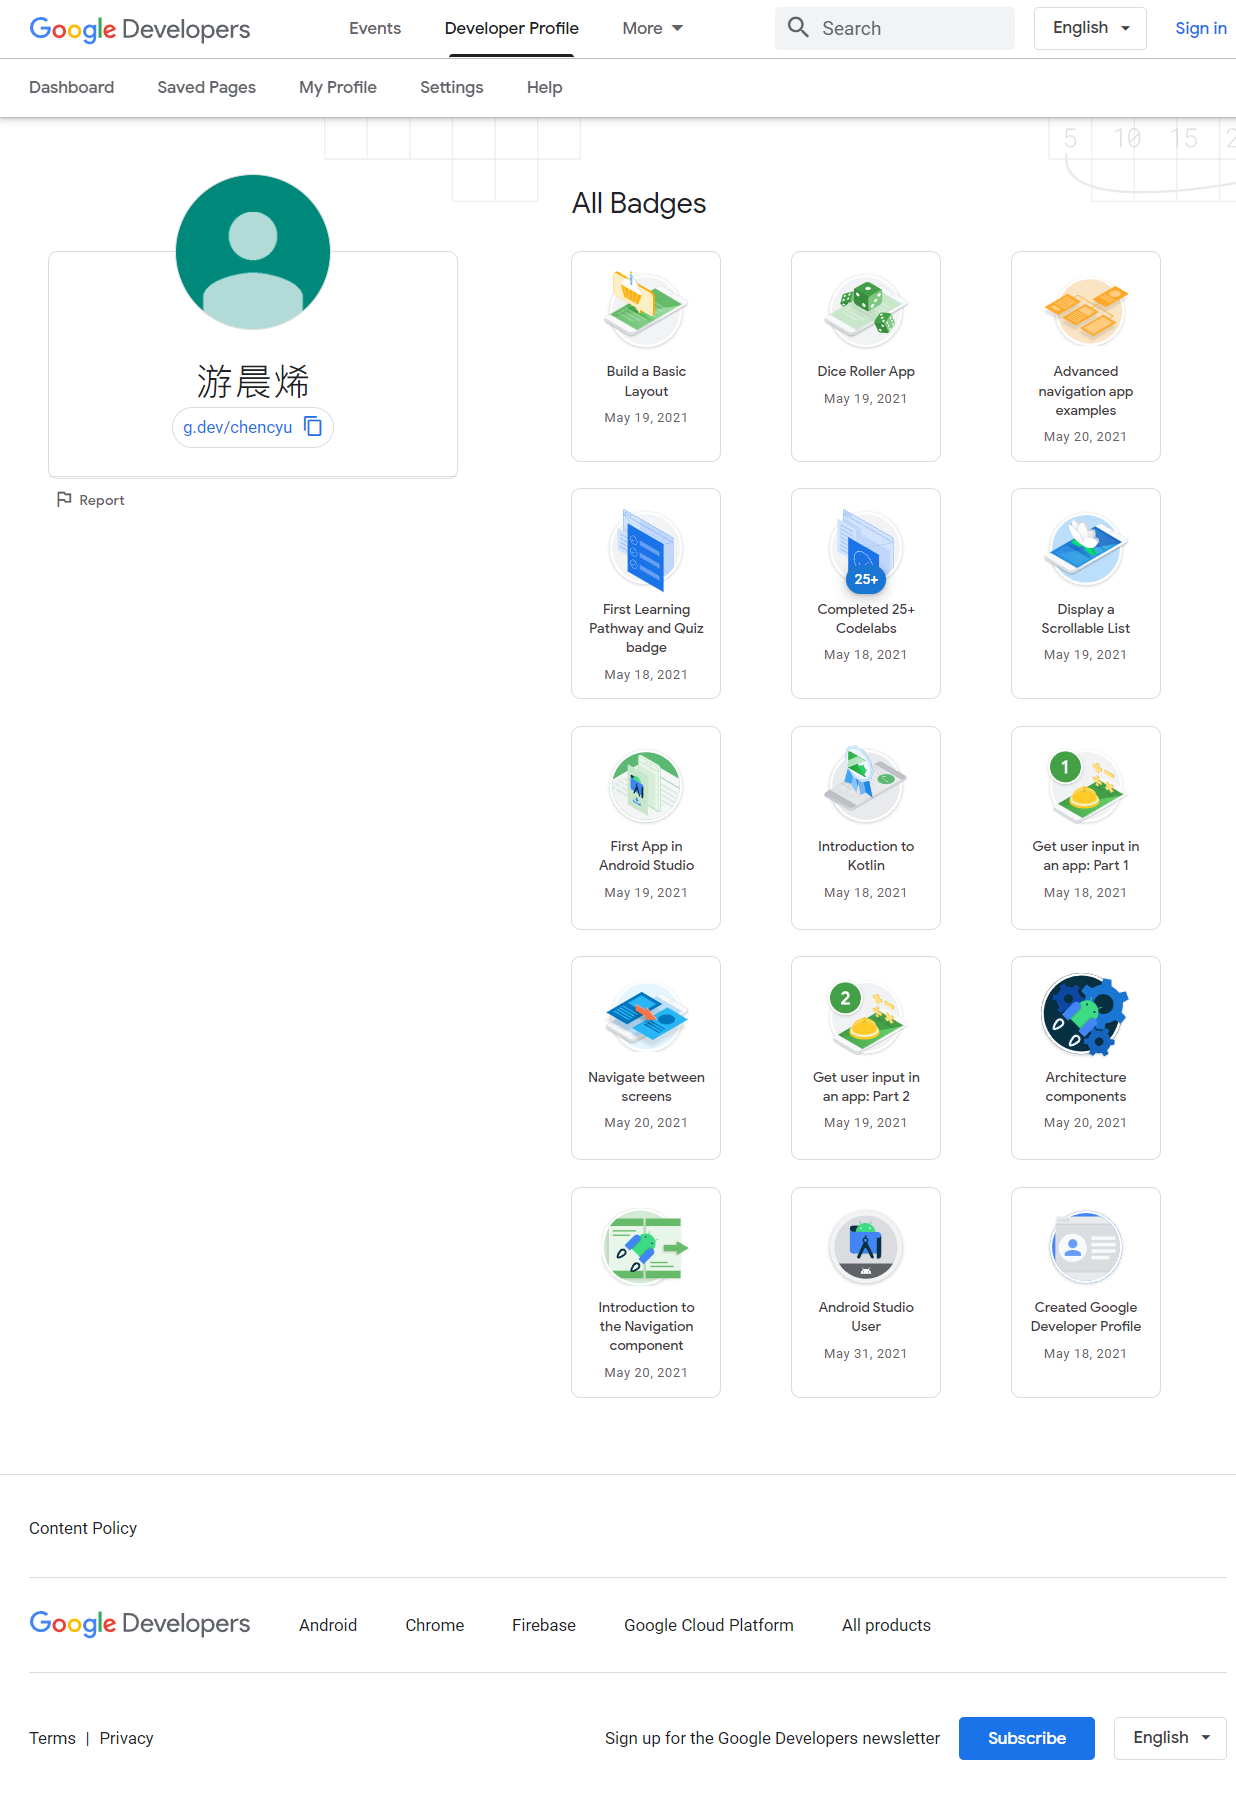 Google Developers
Events
Developer Profile
More
Search
English
Sign in
Dashboard
Saved Pages
My Profile
Settings
Help
5 10 15
游晨烯
g.dev/chencyu
Report
All Badges
Build a Basic
Layout
May 19, 2021
Dice Roller App
May 19, 2021
Advanced
navigation app
examples
May 20, 2021
First Learning
Pathway and Quiz
badge
May 18, 2021
25+
Completed 25+
Codelabs
May 18, 2021
Display a
Scrollable List
May 19, 2021
First App in
Android Studio
May 19, 2021
Introduction to
Kotlin
May 18, 2021
1
Get user input in
an app: Part 1
May 18, 2021
Navigate between
screens
May 20, 2021
2
Get user input in
an app: Part 2
May 19, 2021
Architecture
components
May 20, 2021
Introduction to
the Navigation
component
May 20, 2021
Android Studio
User
May 31, 2021
Created Google
Developer Profile
May 18, 2021
Content Policy
Google Developers
Android
Chrome
Firebase
Google Cloud Platform
All products
Terms | Privacy
Sign up for the Google Developers newsletter
Subscribe
English